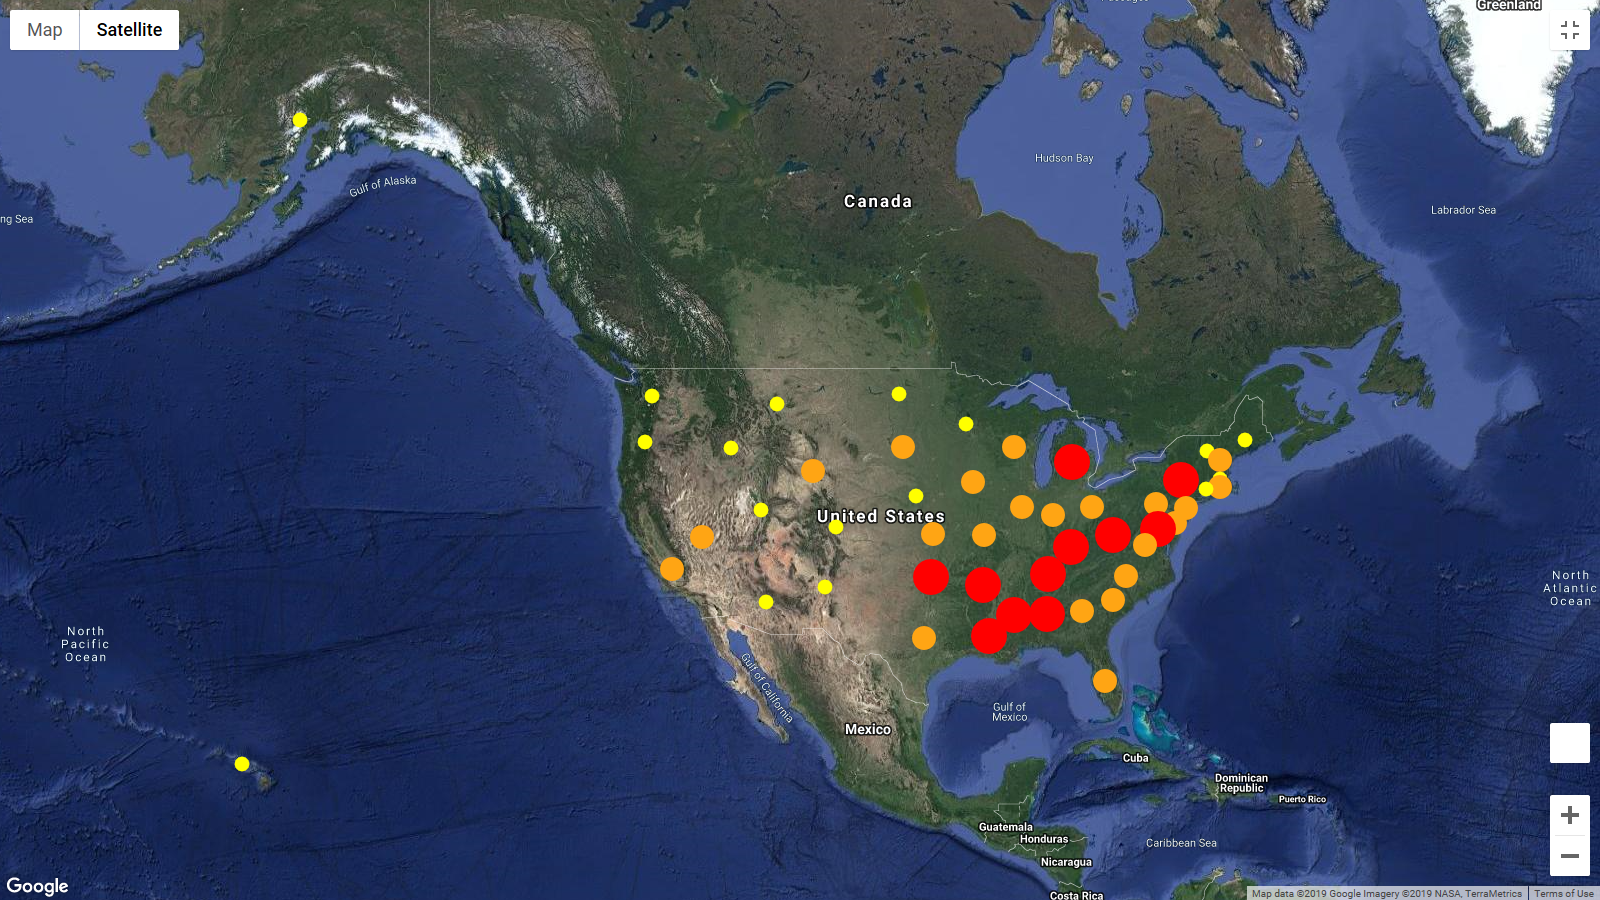 Greenland
Map
Satellite
Hudson Bay
Gulf of Alaska
Canada
Labrador Sea
ng Sea
United States
North
Atlantic
Ocean
North
Pacific
Ocean
Gulf of California
Gulf of
Mexico
Mexico
Cuba
Dominican
Republic
Puerto Rico
Guatemala
Honduras
Caribbean Sea
Nicaragua
Costa Rica
Google
Map data ©2019 Google Imagery ©2019 NASA, TerraMetrics
Terms of Use